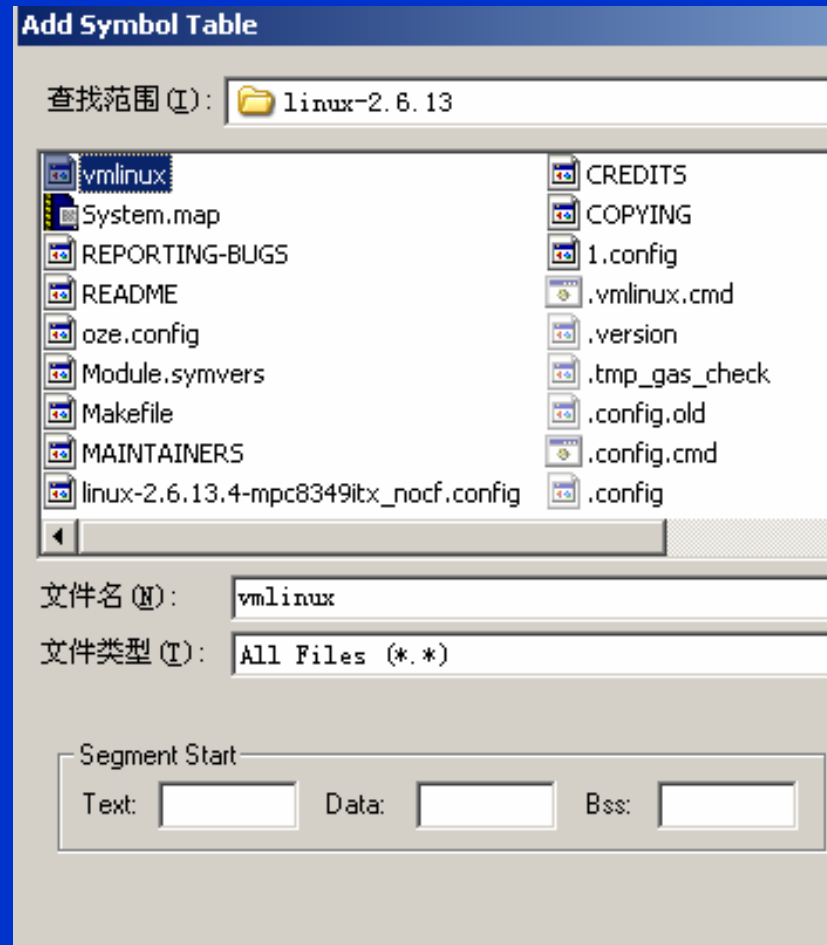 Add Symbol Table
查找范围(I): linux-2.6.13
vmlinux
System.map
REPORTING-BUGS
README
oze.config
Module.symvers
Makefile
MAINTAINERS
linux-2.6.13.4-mpc8349itx_nocf.config
CREDITS
COPYING
1.config
.vmlinux.cmd
.version
.tmp_gas_check
.config.old
.config.cmd
.config
文件名(N): vmlinux
文件类型(T): All Files (*.*)
Segment Start
Text: Data: Bss: